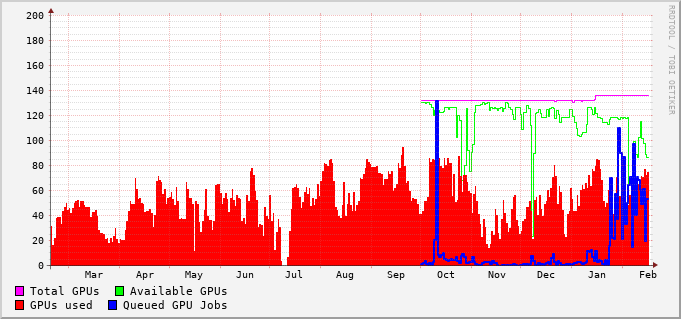 200
180
160
140
120
100
80
60
40
20
0
Mar Apr May Jun Jul Aug Sep Oct Nov Dec Jan Feb
Total GPUs Available GPUs
GPUs used Queued GPU Jobs
RRDTOOL / TOBI OETIKER